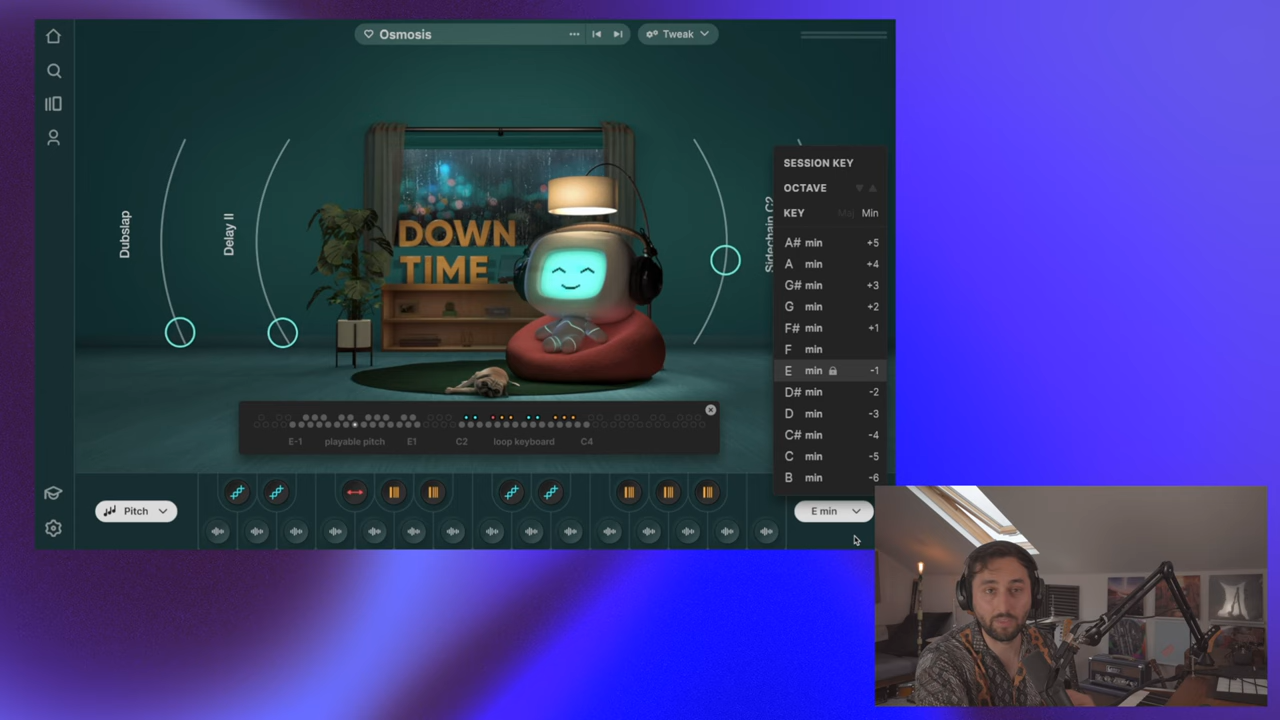 Osmosis
Tweak
Dubslap
Delay II
DOWN
TIME
Sidechain C2
SESSION KEY
OCTAVE
KEY Maj Min
A# min +5
A min +4
G# min +3
G min +2
F# min +1
F min
E min -1
D# min -2
D min -3
C# min -4
C min -5
B min -6
E-1 playable pitch E1 C2 loop keyboard C4
Pitch
E min